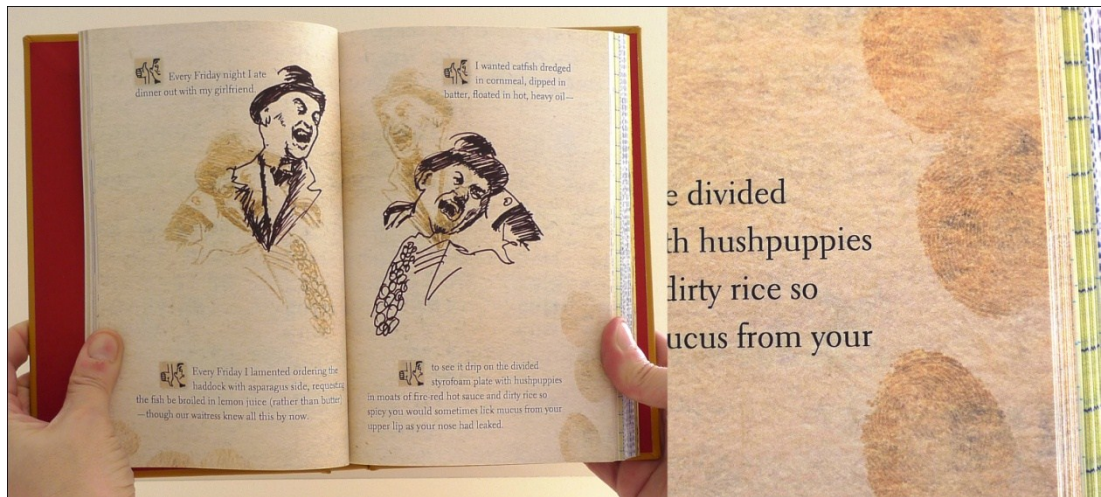 Every Friday night I ate
dinner out with my girlfriend.
Every Friday I lamented ordering the
haddock with asparagus side, requesting
the fish be broiled in lemon juice (rather than butter)
—though our waitress knew all this by now.
I wanted catfish dredged
in cornmeal, dipped in
batter, floated in hot, heavy oil—
to see it drip on the divided
styrofoam plate with hushpuppies
in moats of fire-red hot sauce and dirty rice so
spicy you would sometimes lick mucus from your
upper lip as your nose had leaked.
e divided
th hushpuppies
dirty rice so
ucus from your